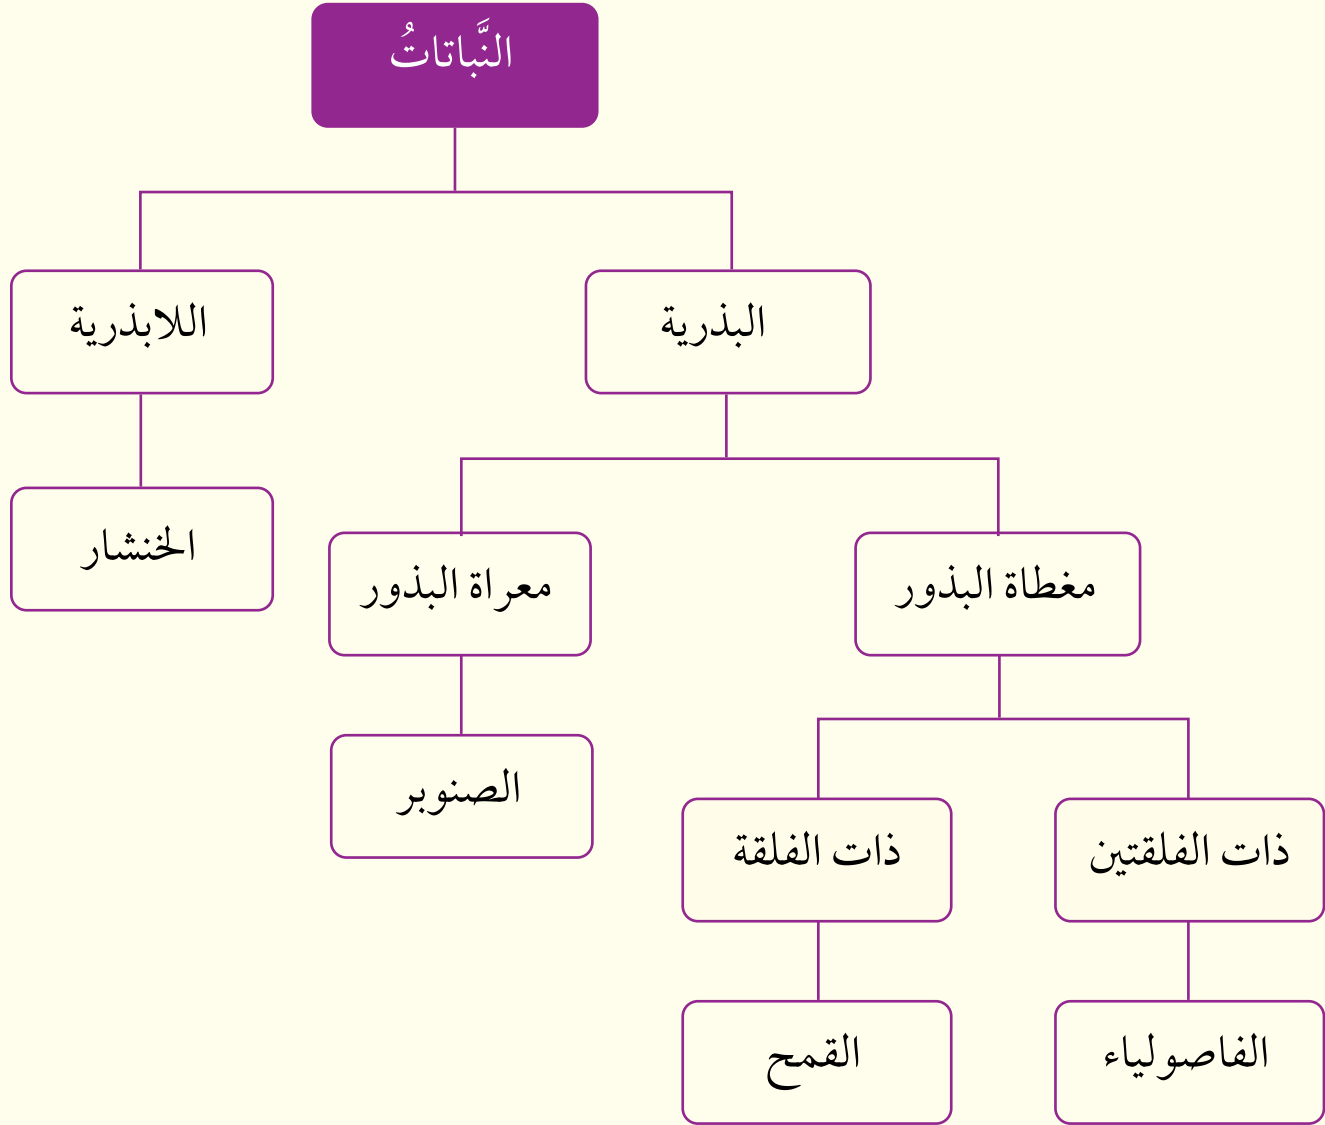 النَّباتاتُ
البذرية
اللابذرية
الخنشار
مغطاة البذور
معراة البذور
الصنوبر
ذات الفلقتين
ذات الفلقة
الفاصولياء
القمح